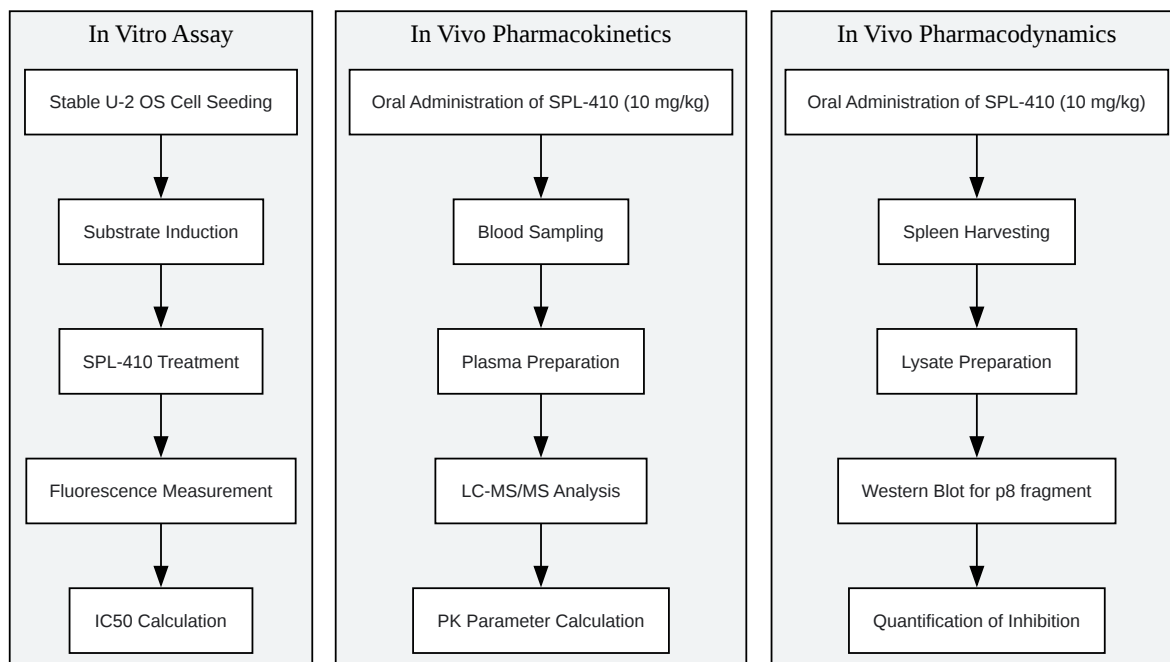 In Vitro Assay
Stable U-2 OS Cell Seeding
Substrate Induction
SPL-410 Treatment
Fluorescence Measurement
IC50 Calculation
In Vivo Pharmacokinetics
Oral Administration of SPL-410 (10 mg/kg)
Blood Sampling
Plasma Preparation
LC-MS/MS Analysis
PK Parameter Calculation
In Vivo Pharmacodynamics
Oral Administration of SPL-410 (10 mg/kg)
Spleen Harvesting
Lysate Preparation
Western Blot for p8 fragment
Quantification of Inhibition